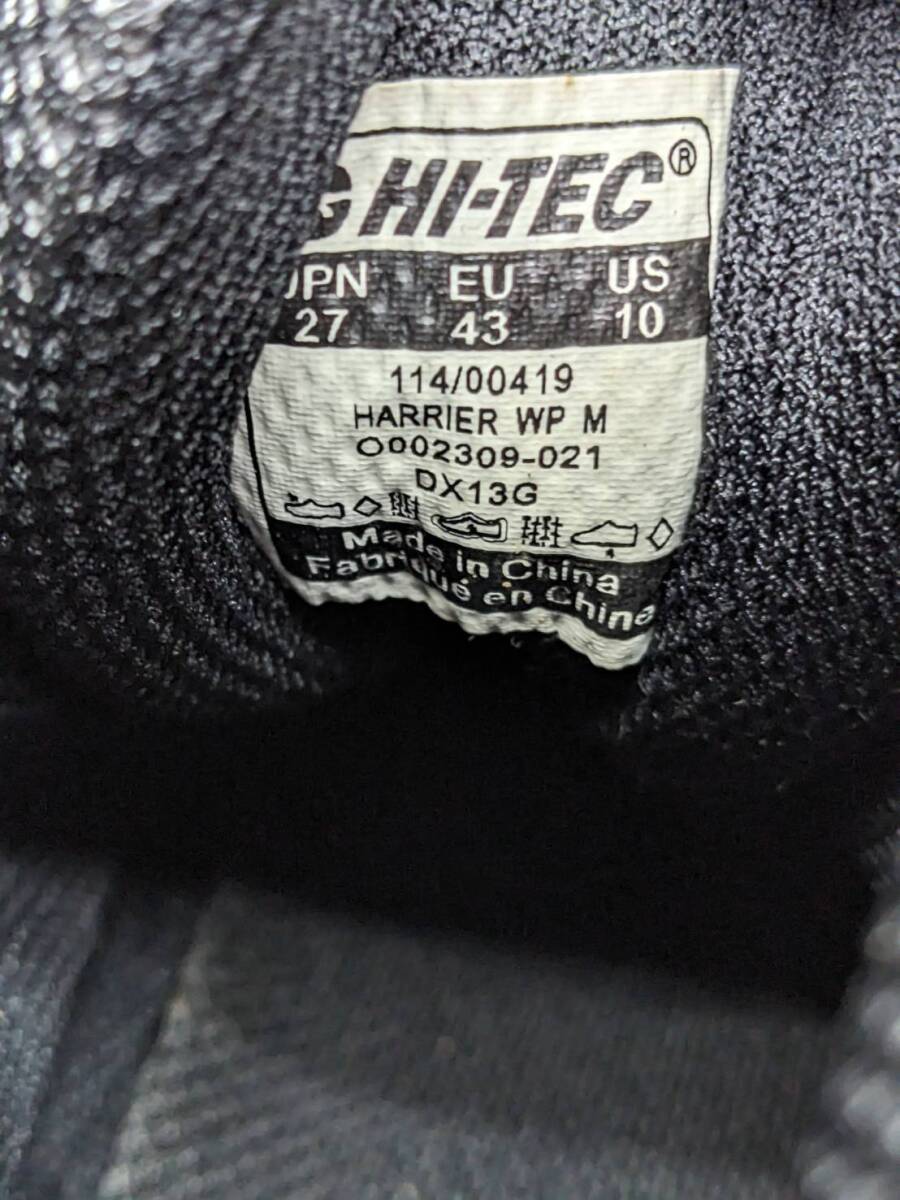 HI-TEC®
JPN EU US
27 43 10
114/00419
HARRIER WP M
O002309-021
DX13G
Made in China
Fabriqué en Chine